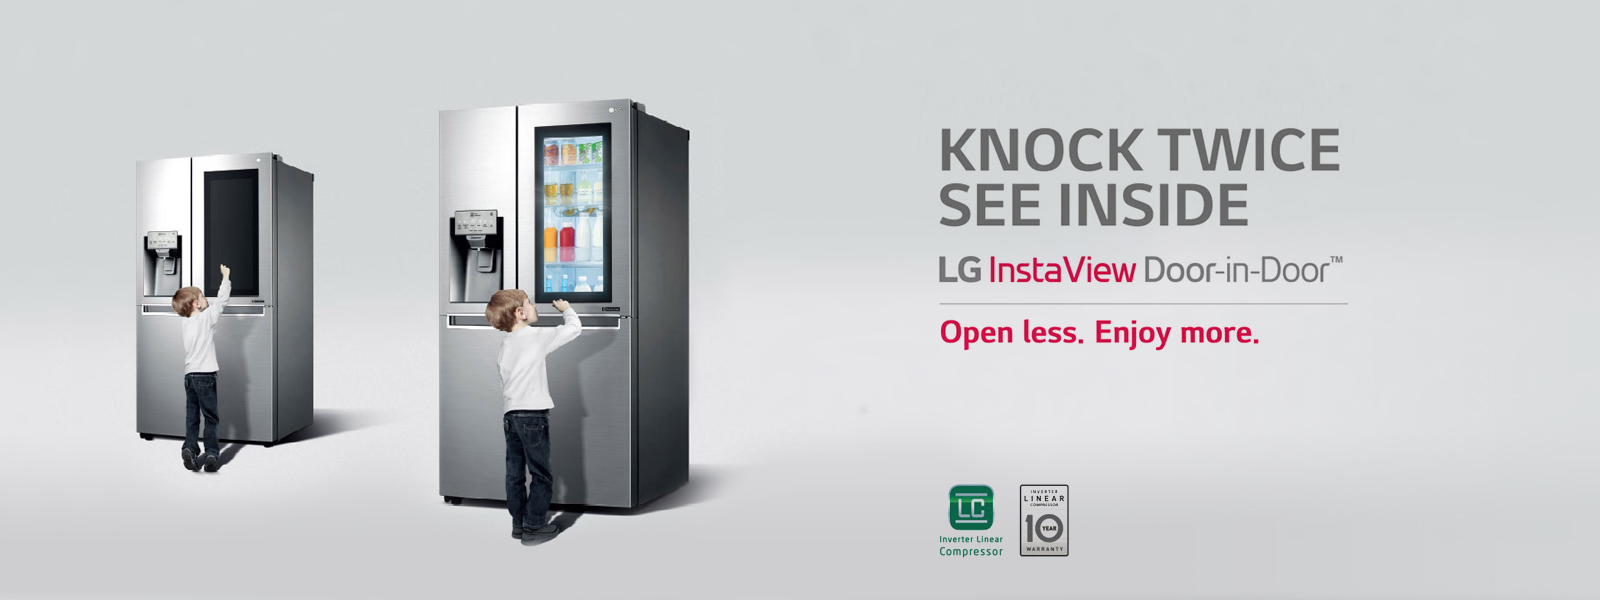 KNOCK TWICE
SEE INSIDE
LG InstaView Door-in-Door™
Open less. Enjoy more.
LC
Inverter Linear
Compressor
INVERTER
LINEAR
COMPRESSOR
10 YEAR
WARRANTY